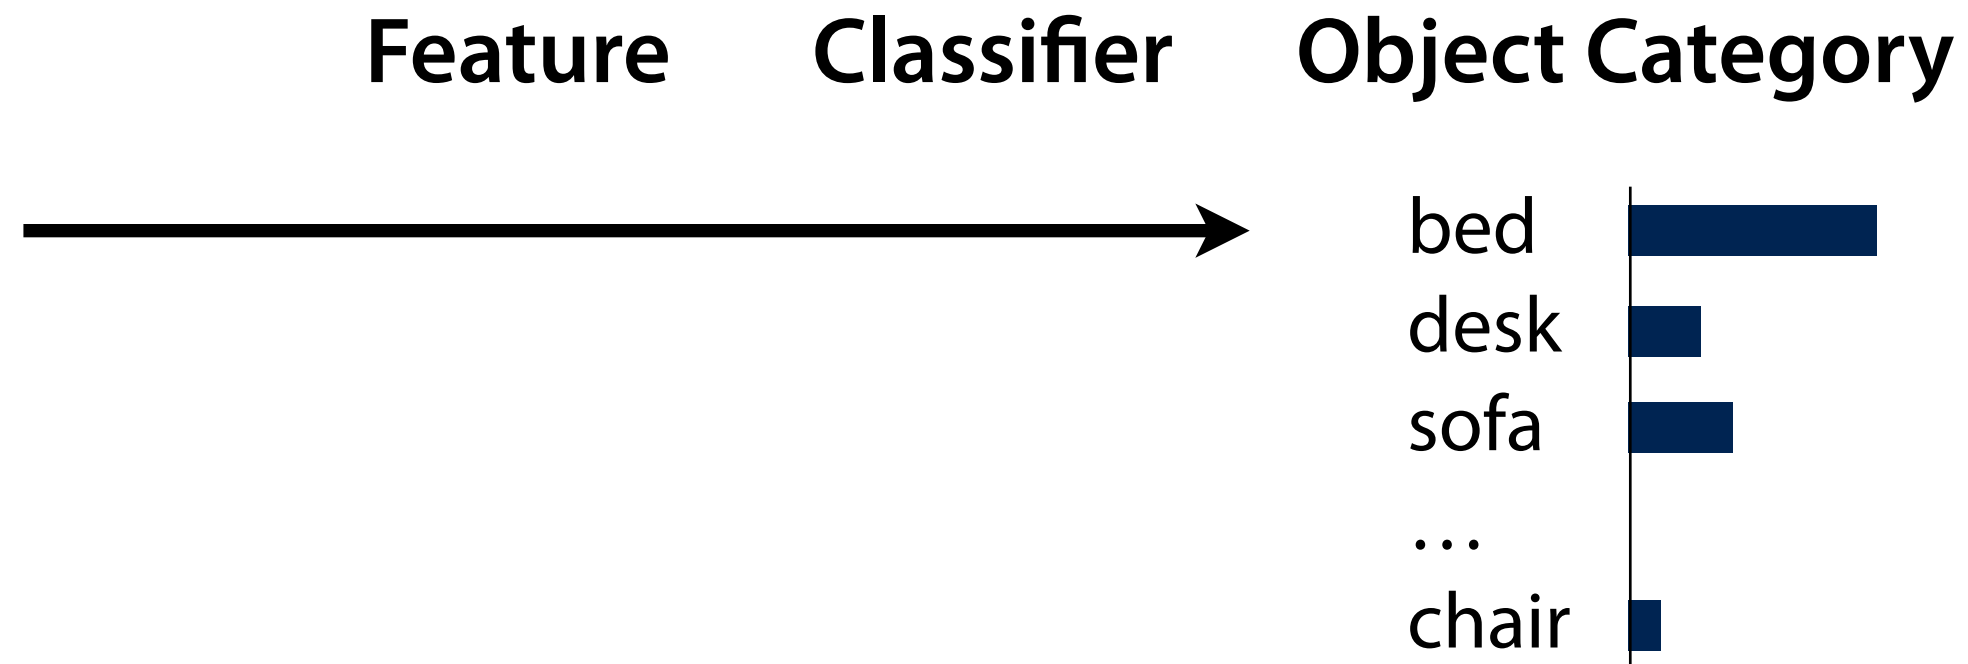 Feature Classifier Object Category
bed
desk
sofa
...
chair